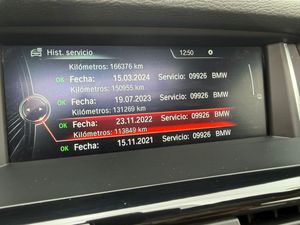 Hist. servicio 12:50
Kilómetros: 166376 km
OK Fecha: 15.03.2024 Servicio: 09926 BMW
Kilómetros: 150955 km
OK Fecha: 19.07.2023 Servicio: 09926 BMW
Kilómetros: 131269 km
OK Fecha: 23.11.2022 Servicio: 09926 BMW
Kilómetros: 113849 km
OK Fecha: 15.11.2021 Servicio: 09926 BMW